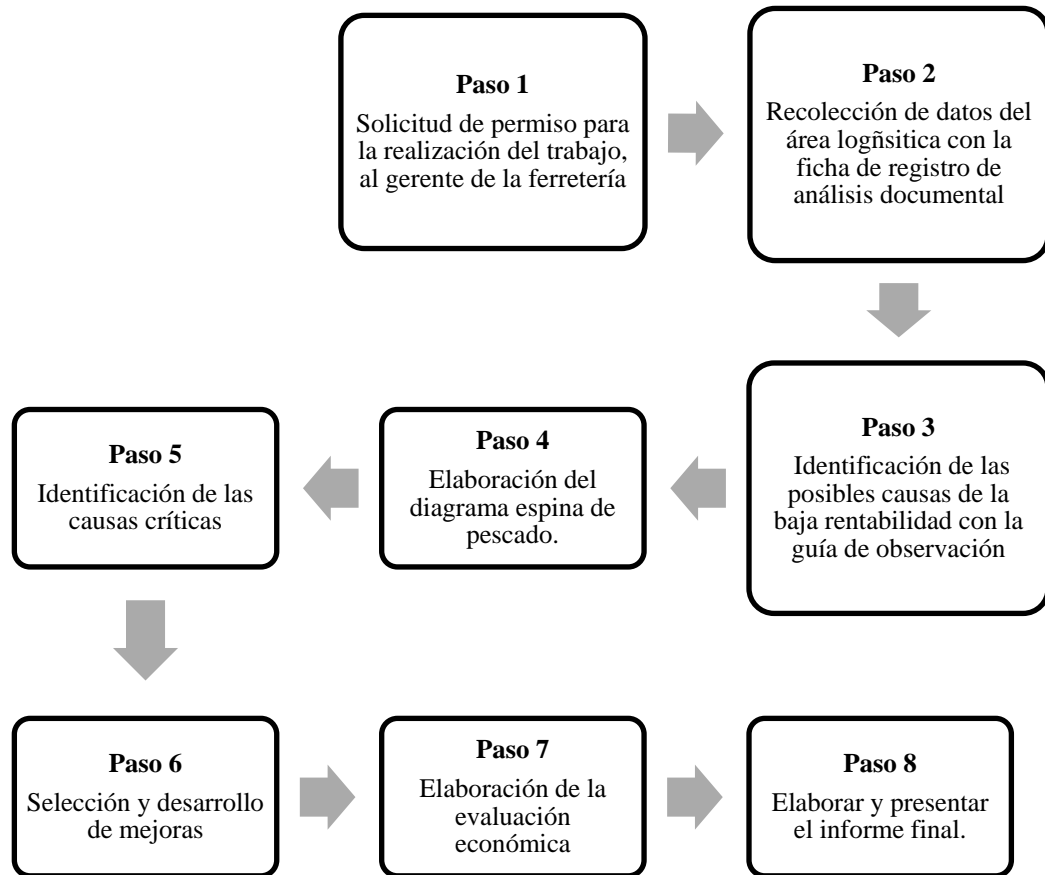 Paso 1
Solicitud de permiso para
la realización del trabajo,
al gerente de la ferretería
Paso 2
Recolección de datos del
área logñsitica con la
ficha de registro de
análisis documental
Paso 3
Identificación de las
posibles causas de la
baja rentabilidad con la
guía de observación
Paso 4
Elaboración del
diagrama espina de
pescado.
Paso 5
Identificación de las
causas críticas
Paso 6
Selección y desarrollo
de mejoras
Paso 7
Elaboración de la
evaluación
económica
Paso 8
Elaborar y presentar
el informe final.